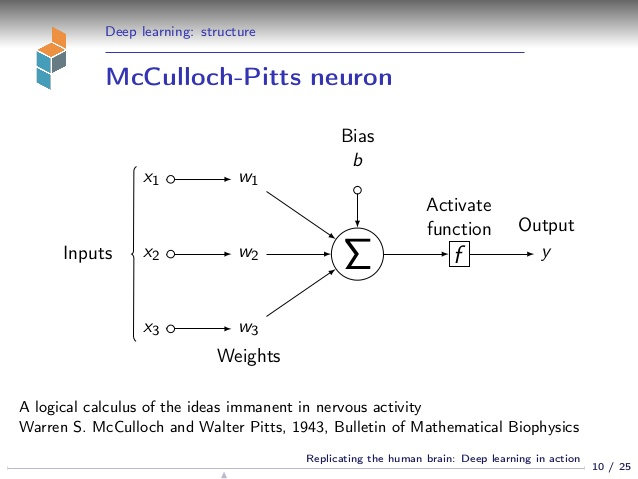 Deep learning: structure
McCulloch-Pitts neuron
Bias
b
x1
w1
Activate
function
Output
Inputs
x2
w2
Σ
f
y
x3
w3
Weights
A logical calculus of the ideas immanent in nervous activity
Warren S. McCulloch and Walter Pitts, 1943, Bulletin of Mathematical Biophysics
Replicating the human brain: Deep learning in action
10 / 25